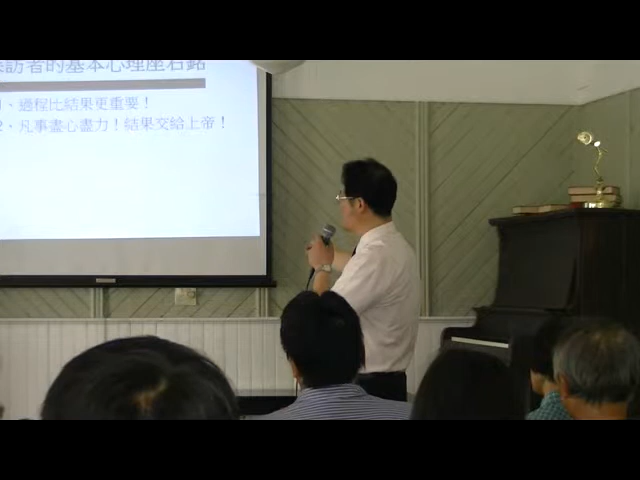 訪者的基本心理座右銘
1、過程比結果更重要！
2、凡事盡心盡力！結果交給上帝！